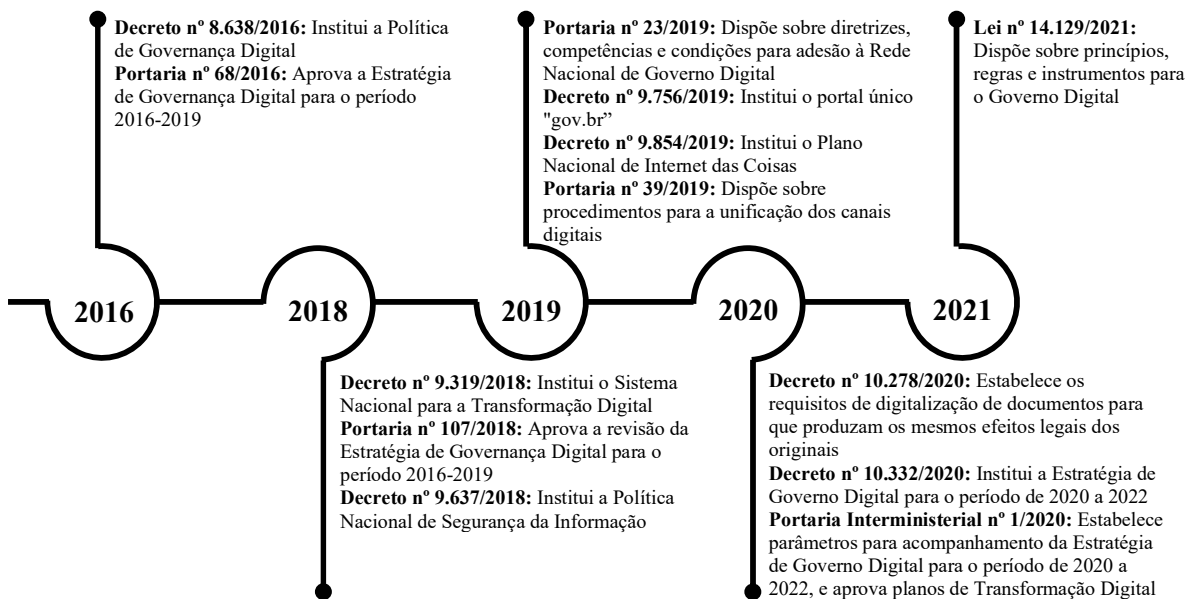 Decreto nº 8.638/2016: Institui a Política
de Governança Digital
Portaria nº 68/2016: Aprova a Estratégia
de Governança Digital para o período
2016-2019
Portaria nº 23/2019: Dispõe sobre diretrizes,
competências e condições para adesão à Rede
Nacional de Governo Digital
Decreto nº 9.756/2019: Institui o portal único
"gov.br”
Decreto nº 9.854/2019: Institui o Plano
Nacional de Internet das Coisas
Portaria nº 39/2019: Dispõe sobre
procedimentos para a unificação dos canais
digitais
Lei nº 14.129/2021:
Dispõe sobre princípios,
regras e instrumentos para
o Governo Digital
2016
2018
2019
2020
2021
Decreto nº 9.319/2018: Institui o Sistema
Nacional para a Transformação Digital
Portaria nº 107/2018: Aprova a revisão da
Estratégia de Governança Digital para o
período 2016-2019
Decreto nº 9.637/2018: Institui a Política
Nacional de Segurança da Informação
Decreto nº 10.278/2020: Estabelece os
requisitos de digitalização de documentos para
que produzam os mesmos efeitos legais dos
originais
Decreto nº 10.332/2020: Institui a Estratégia de
Governo Digital para o período de 2020 a 2022
Portaria Interministerial nº 1/2020: Estabelece
parâmetros para acompanhamento da Estratégia
de Governo Digital para o período de 2020 a
2022, e aprova planos de Transformação Digital